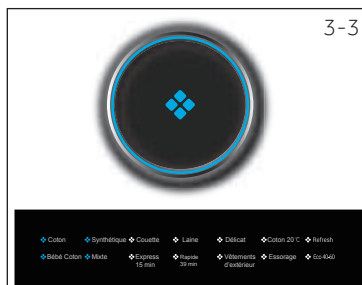 3-3
Coton Synthétique Couette Laine Délicat Coton 20℃ Refresh
Bébé Coton Mixte Express Rapide Vêtements Essorage Éco 40-60
15 min 39 min d'extérieur